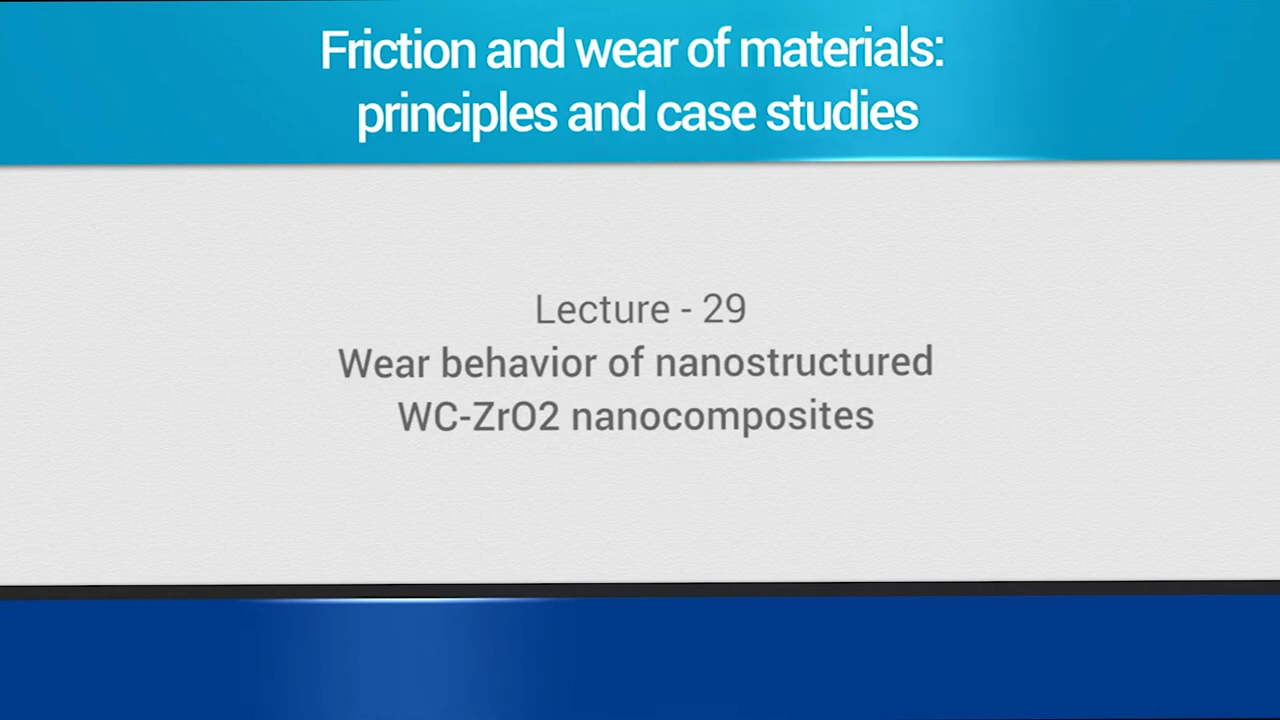 Friction and wear of materials:
principles and case studies
Lecture - 29
Wear behavior of nanostructured
WC-ZrO2 nanocomposites